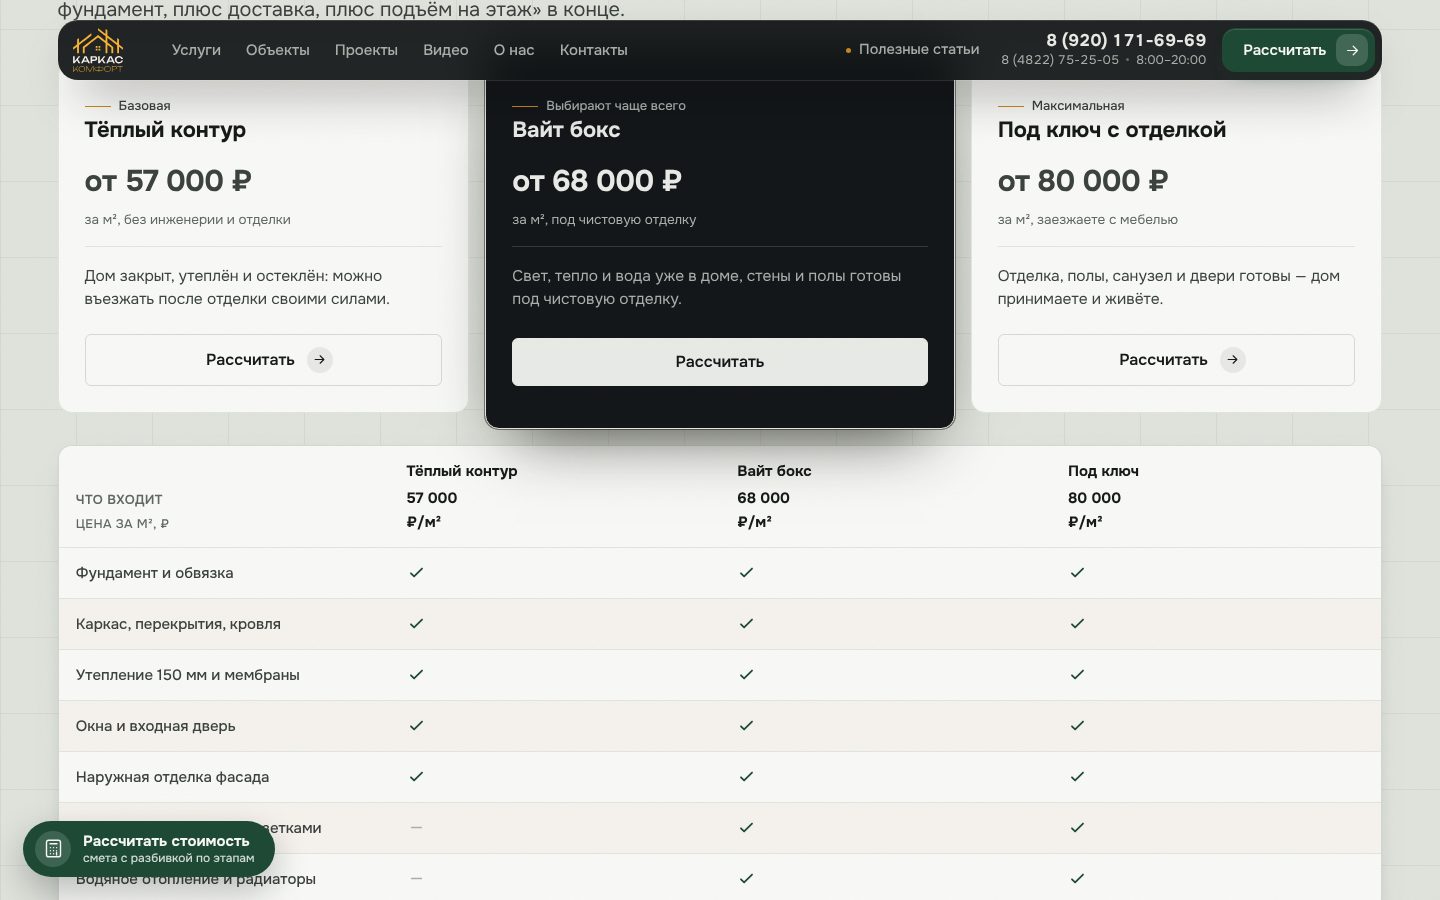 фундамент, плюс доставка, плюс подъём на этаж» в конце.
КАРКАС
КОМФОРТ
Услуги
Объекты
Проекты
Видео
О нас
Контакты
Полезные статьи
8 (920) 171-69-69
8 (4822) 75-25-05 • 8:00–20:00
Рассчитать
Базовая
Тёплый контур
от 57 000 ₽
за м², без инженерии и отделки
Дом закрыт, утеплён и остеклён: можно
въезжать после отделки своими силами.
Рассчитать
Выбирают чаще всего
Вайт бокс
от 68 000 ₽
за м², под чистовую отделку
Свет, тепло и вода уже в доме, стены и полы готовы
под чистовую отделку.
Рассчитать
Максимальная
Под ключ с отделкой
от 80 000 ₽
за м², заезжаете с мебелью
Отделка, полы, санузел и двери готовы — дом
принимаете и живёте.
Рассчитать
ЧТО ВХОДИТ
ЦЕНА ЗА М², ₽
Тёплый контур
57 000
₽/м²
Вайт бокс
68 000
₽/м²
Под ключ
80 000
₽/м²
Фундамент и обвязка
Каркас, перекрытия, кровля
Утепление 150 мм и мембраны
Окна и входная дверь
Наружная отделка фасада
—
Рассчитать стоимость
смета с разбивкой по этапам
Водяное отопление и радиаторы
—